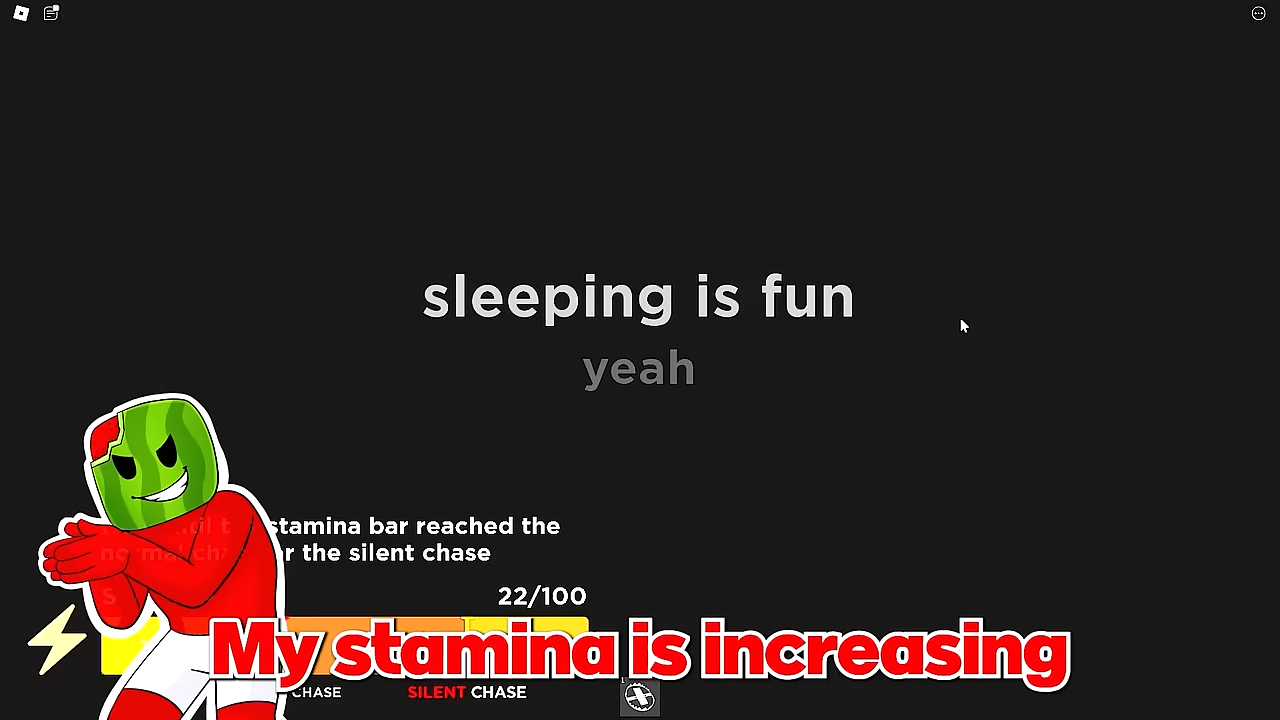 sleeping is fun
yeah
stamina bar reached the
the silent chase
22/100
My stamina is increasing
CHASE
SILENT CHASE
1